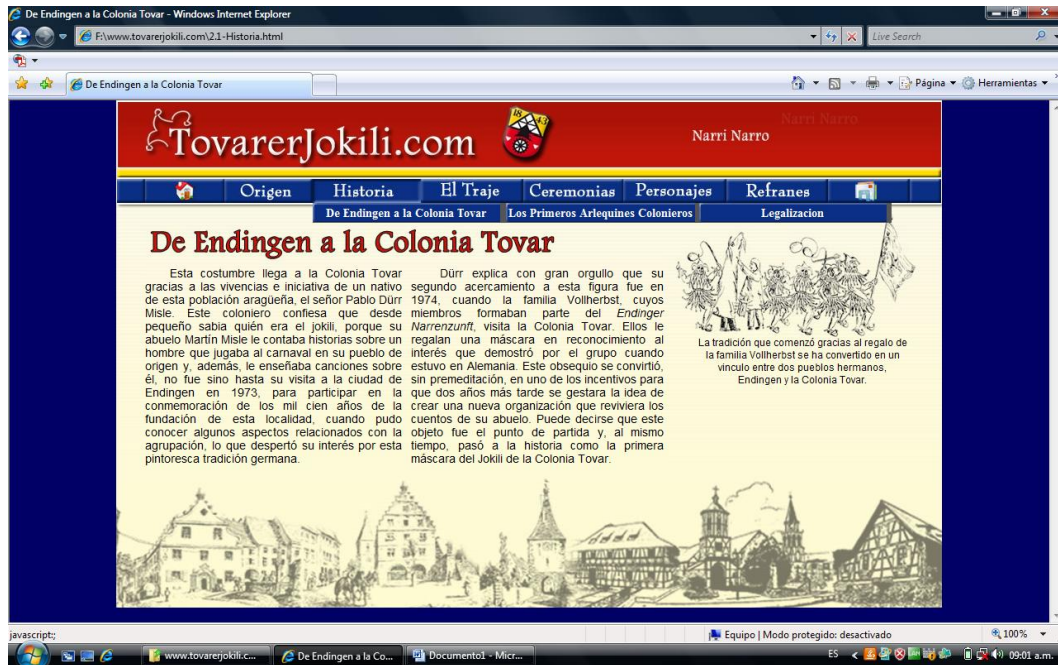 De Endingen a la Colonia Tovar - Windows Internet Explorer
F:\www.tovarerjokili.com\2.1-Historia.html
Live Search
De Endingen a la Colonia Tovar
Página
Herramientas
TovarerJokili.com
1843
Narri Narro
Narri Narro
Origen
Historia
El Traje
Ceremonias
Personajes
Refranes
De Endingen a la Colonia Tovar
Los Primeros Arlequines Colonieros
Legalizacion
De Endingen a la Colonia Tovar
Esta costumbre llega a la Colonia Tovar
gracias a las vivencias e iniciativa de un nativo
de esta población aragüeña, el señor Pablo Dürr
Misle. Este coloniero confiesa que desde
pequeño sabia quién era el jokili, porque su
abuelo Martín Misle le contaba historias sobre un
hombre que jugaba al carnaval en su pueblo de
origen y, además, le enseñaba canciones sobre
él, no fue sino hasta su visita a la ciudad de
Endingen en 1973, para participar en la
conmemoración de los mil cien años de la
fundación de esta localidad, cuando pudo
conocer algunos aspectos relacionados con la
agrupación, lo que despertó su interés por esta
pintoresca tradición germana.
Dürr explica con gran orgullo que su
segundo acercamiento a esta figura fue en
1974, cuando la familia Vollherbst, cuyos
miembros formaban parte del Endinger
Narrenzunft, visita la Colonia Tovar. Ellos le
regalan una máscara en reconocimiento al
interés que demostró por el grupo cuando
estuvo en Alemania. Este obsequio se convirtió,
sin premeditación, en uno de los incentivos para
que dos años más tarde se gestara la idea de
crear una nueva organización que reviviera los
cuentos de su abuelo. Puede decirse que este
objeto fue el punto de partida y, al mismo
tiempo, pasó a la historia como la primera
máscara del Jokili de la Colonia Tovar.
La tradición que comenzó gracias al regalo de
la familia Vollherbst se ha convertido en un
vinculo entre dos pueblos hermanos,
Endingen y la Colonia Tovar.
javascript:;
Equipo | Modo protegido: desactivado
100%
www.tovarerjokili.c...
De Endingen a la Co...
Documento1 - Micr...
ES
09:01 a.m.